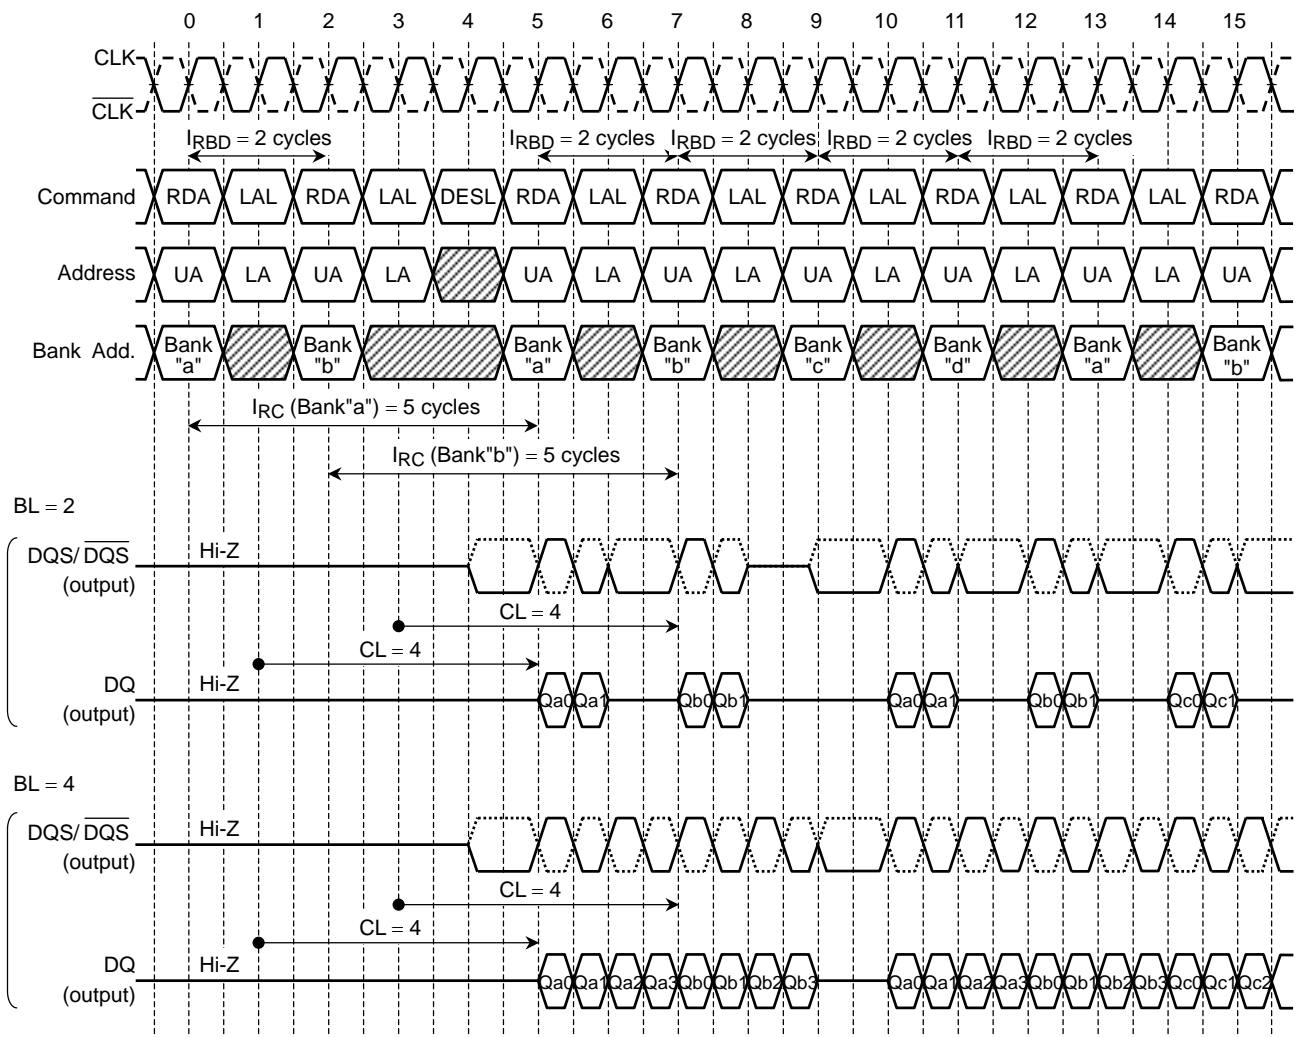 0 1 2 3 4 5 6 7 8 9 10 11 12 13 14 15
CLK
CLK
IRBD = 2 cycles IRBD = 2 cycles IRBD = 2 cycles IRBD = 2 cycles IRBD = 2 cycles
Command RDA LAL RDA LAL DESL RDA LAL RDA LAL RDA LAL RDA LAL RDA LAL RDA
Address UA LA UA LA UA LA UA LA UA LA UA LA UA LA UA
Bank Add. Bank "a" Bank "b" Bank "a" Bank "b" Bank "c" Bank "d" Bank "a" Bank "b"
IRC (Bank"a") = 5 cycles
IRC (Bank"b") = 5 cycles
BL = 2
DQS/ DQS Hi-Z
(output)
CL = 4
CL = 4
DQ Hi-Z
(output) Qa0 Qa1 Qb0 Qb1 Qa0 Qa1 Qb0 Qb1 Qc0 Qc1
BL = 4
DQS/ DQS Hi-Z
(output)
CL = 4
CL = 4
DQ Hi-Z
(output) Qa0 Qa1 Qa2 Qa3 Qb0 Qb1 Qb2 Qb3 Qa0 Qa1 Qa2 Qa3 Qb0 Qb1 Qb2 Qb3 Qc0 Qc1 Qc2